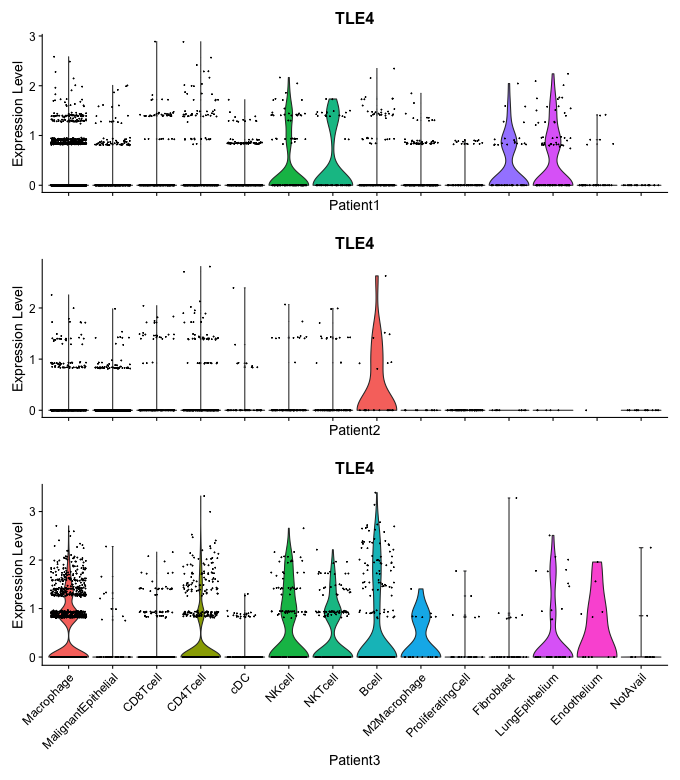 TLE4
Expression Level
3
2
1
0
Patient1
TLE4
Expression Level
2
1
0
Patient2
TLE4
Expression Level
3
2
1
0
Macrophage
MalignantEpithelial
CD8Tcell
CD4Tcell
cDC
NKcell
NKTcell
Bcell
M2Macrophage
ProliferatingCell
Fibroblast
LungEpithelium
Endothelium
NotAvail
Patient3